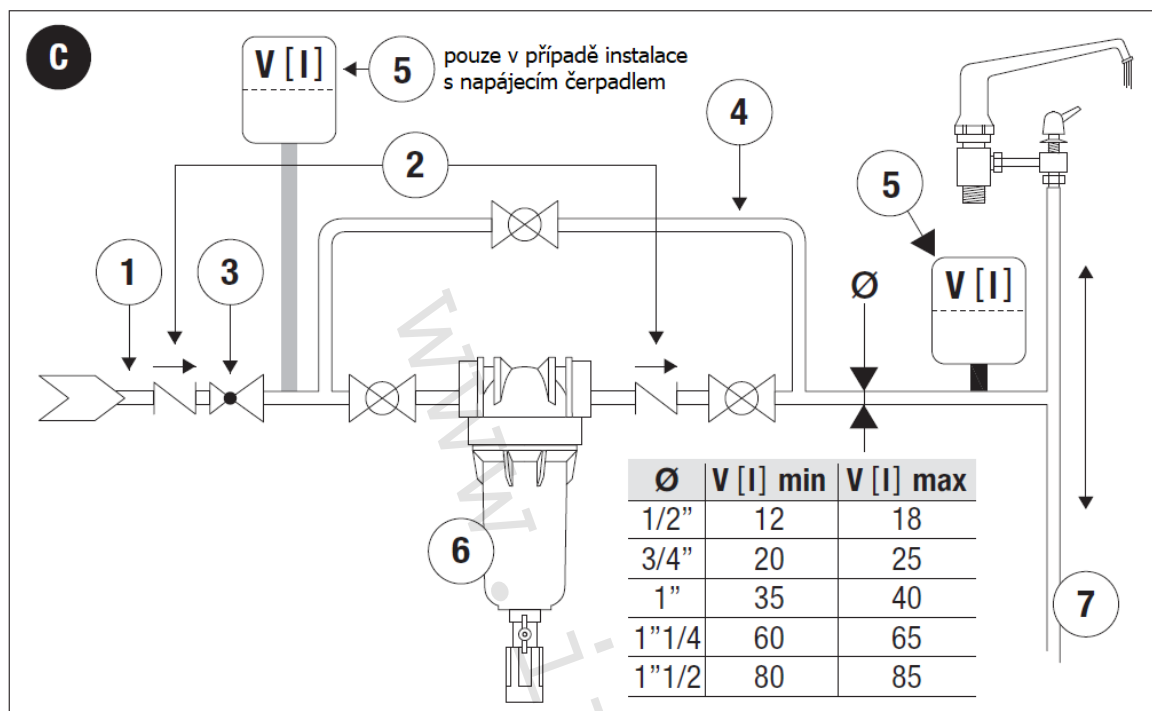 C
V [l]
5
pouze v případě instalace
s napájecím čerpadlem
4
2
5
1
3
Ø
V [l]
Ø V [l] min V [l] max
1/2” 12 18
3/4” 20 25
1” 35 40
1”1/4 60 65
1”1/2 80 85
6
7
www.i